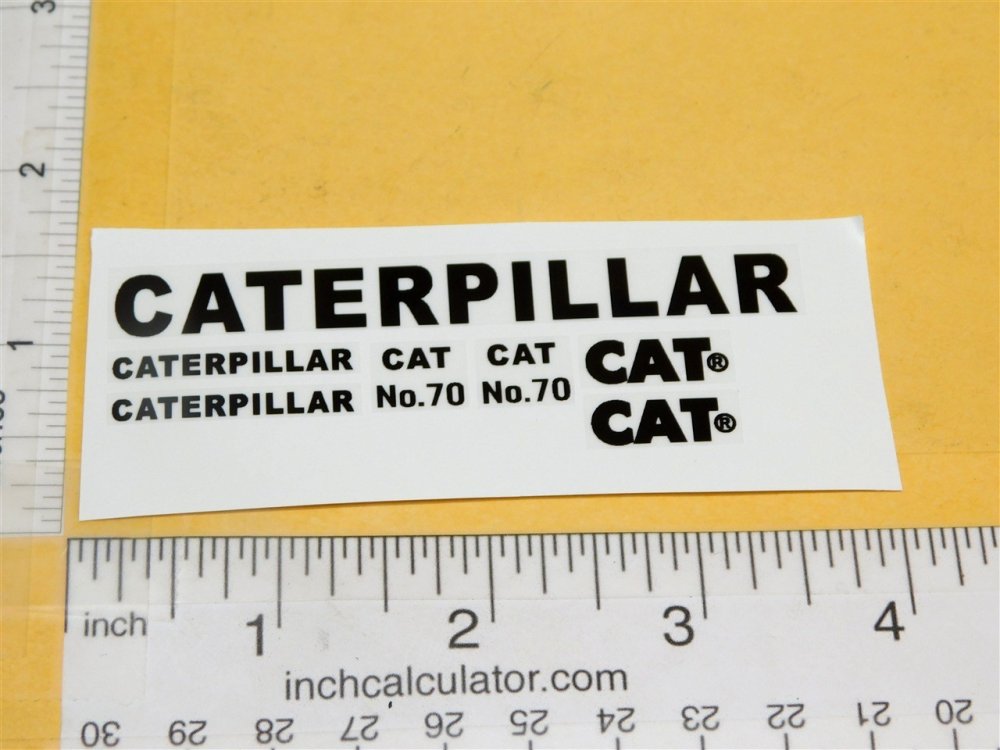 3
2
1
CATERPILLAR
CATERPILLAR CAT CAT CAT®
No.70 No.70
CATERPILLAR CAT®
inch 1 2 3 4
inchcalculator.com
30 29 28 27 26 25 24 23 22 21 20